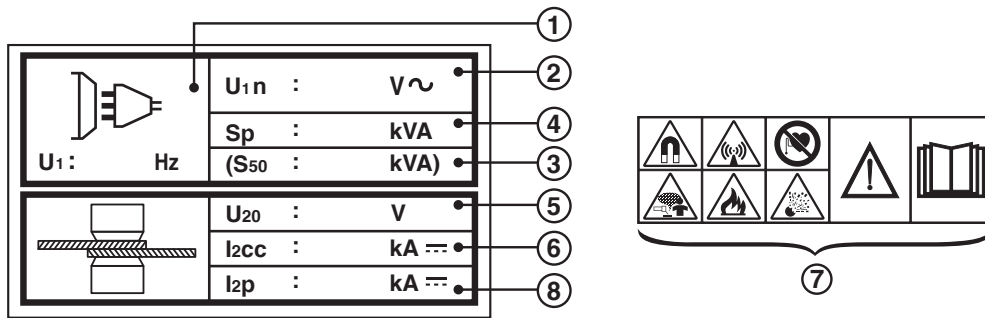 1
2
U1n : V~
4
Sp : kVA
U1 : Hz
3
(S50 : kVA)
5
U20 : V
6
I2cc : kA ⎓
8
I2p : kA ⎓
7